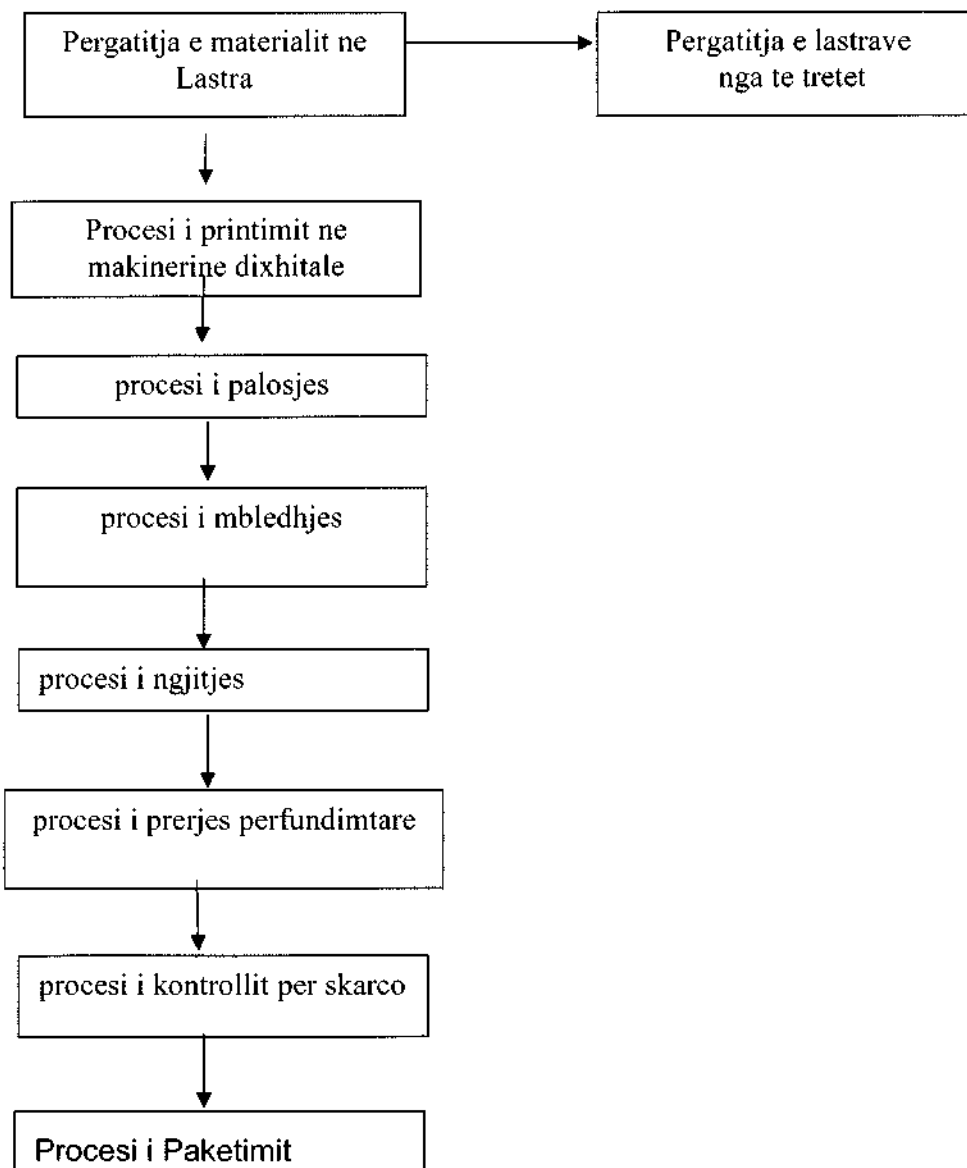 Pergatitja e materialit ne
Lastra
Pergatitja e lastrave
nga te tretet
Procesi i printimit ne
makinerine dixhitale
procesi i palosjes
procesi i mbledhjes
procesi i ngjitjes
procesi i prerjes perfundimtare
procesi i kontrollit per skarco
Procesi i Paketimit